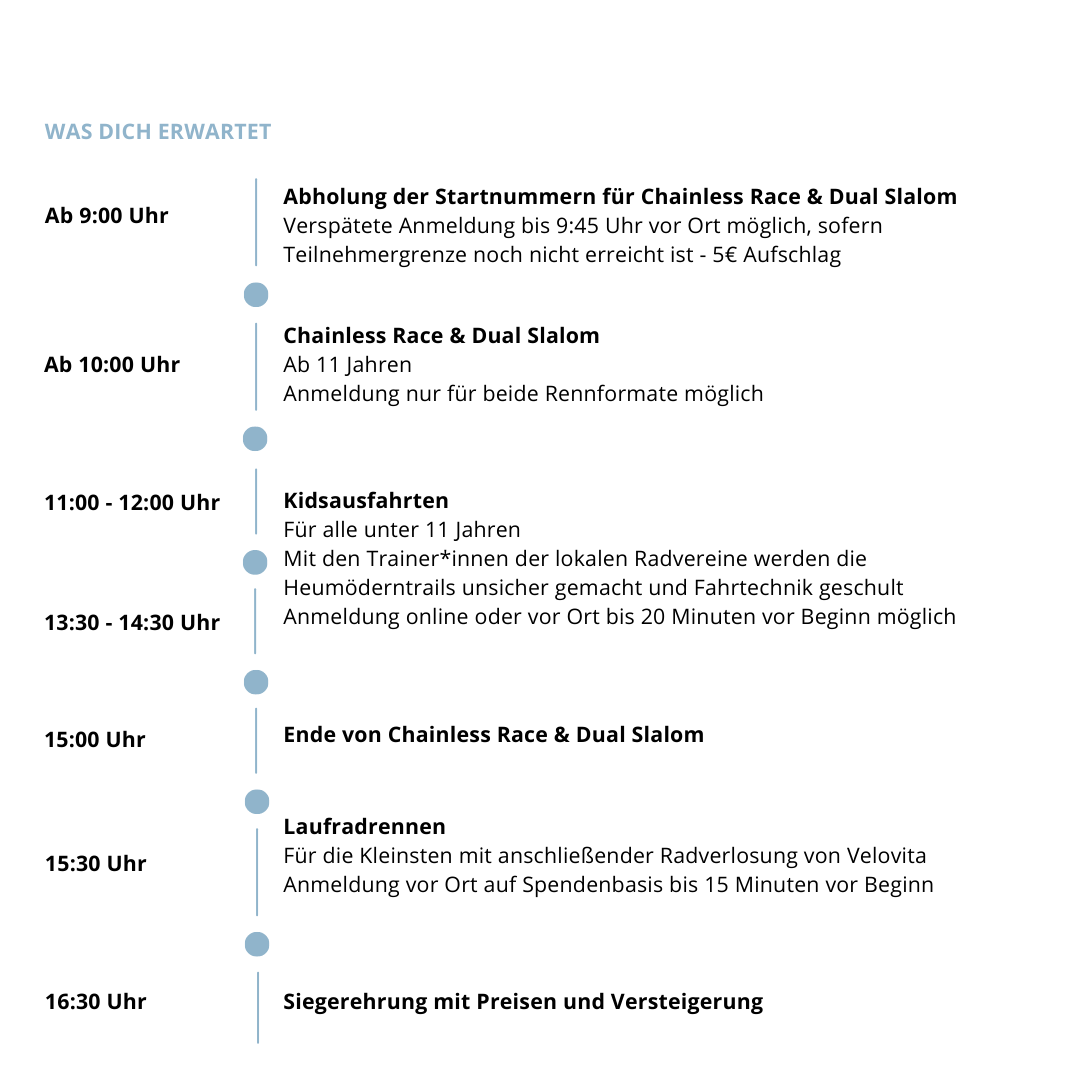 WAS DICH ERWARTET
Ab 9:00 Uhr
Abholung der Startnummern für Chainless Race & Dual Slalom
Verspätete Anmeldung bis 9:45 Uhr vor Ort möglich, sofern
Teilnehmergrenze noch nicht erreicht ist - 5€ Aufschlag
Ab 10:00 Uhr
Chainless Race & Dual Slalom
Ab 11 Jahren
Anmeldung nur für beide Rennformate möglich
11:00 - 12:00 Uhr
13:30 - 14:30 Uhr
Kidsausfahrten
Für alle unter 11 Jahren
Mit den Trainer*innen der lokalen Radvereine werden die
Heumöderntrails unsicher gemacht und Fahrtechnik geschult
Anmeldung online oder vor Ort bis 20 Minuten vor Beginn möglich
15:00 Uhr
Ende von Chainless Race & Dual Slalom
15:30 Uhr
Laufradrennen
Für die Kleinsten mit anschließender Radverlosung von Velovita
Anmeldung vor Ort auf Spendenbasis bis 15 Minuten vor Beginn
16:30 Uhr
Siegerehrung mit Preisen und Versteigerung